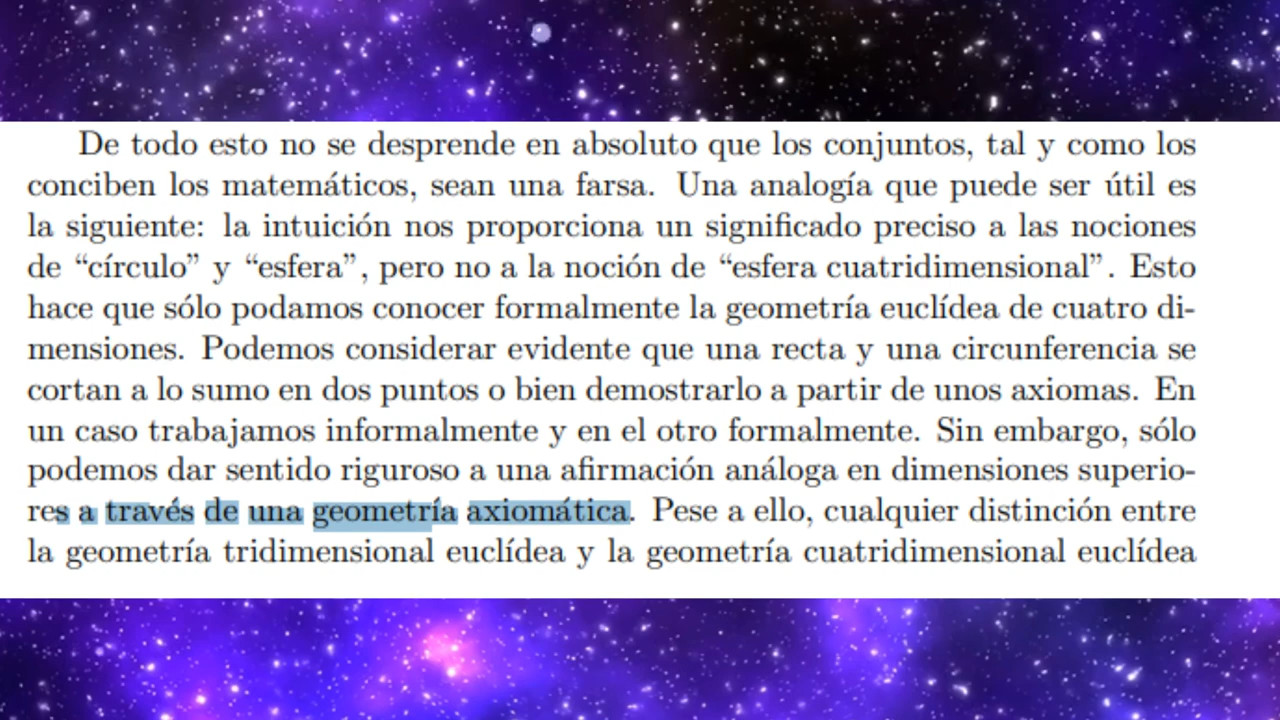 De todo esto no se desprende en absoluto que los conjuntos, tal y como los
conciben los matemáticos, sean una farsa. Una analogía que puede ser útil es
la siguiente: la intuición nos proporciona un significado preciso a las nociones
de “círculo” y “esfera”, pero no a la noción de “esfera cuatridimensional”. Esto
hace que sólo podamos conocer formalmente la geometría euclídea de cuatro di-
mensiones. Podemos considerar evidente que una recta y una circunferencia se
cortan a lo sumo en dos puntos o bien demostrarlo a partir de unos axiomas. En
un caso trabajamos informalmente y en el otro formalmente. Sin embargo, sólo
podemos dar sentido riguroso a una afirmación análoga en dimensiones superio-
res a través de una geometría axiomática. Pese a ello, cualquier distinción entre
la geometría tridimensional euclídea y la geometría cuatridimensional euclídea